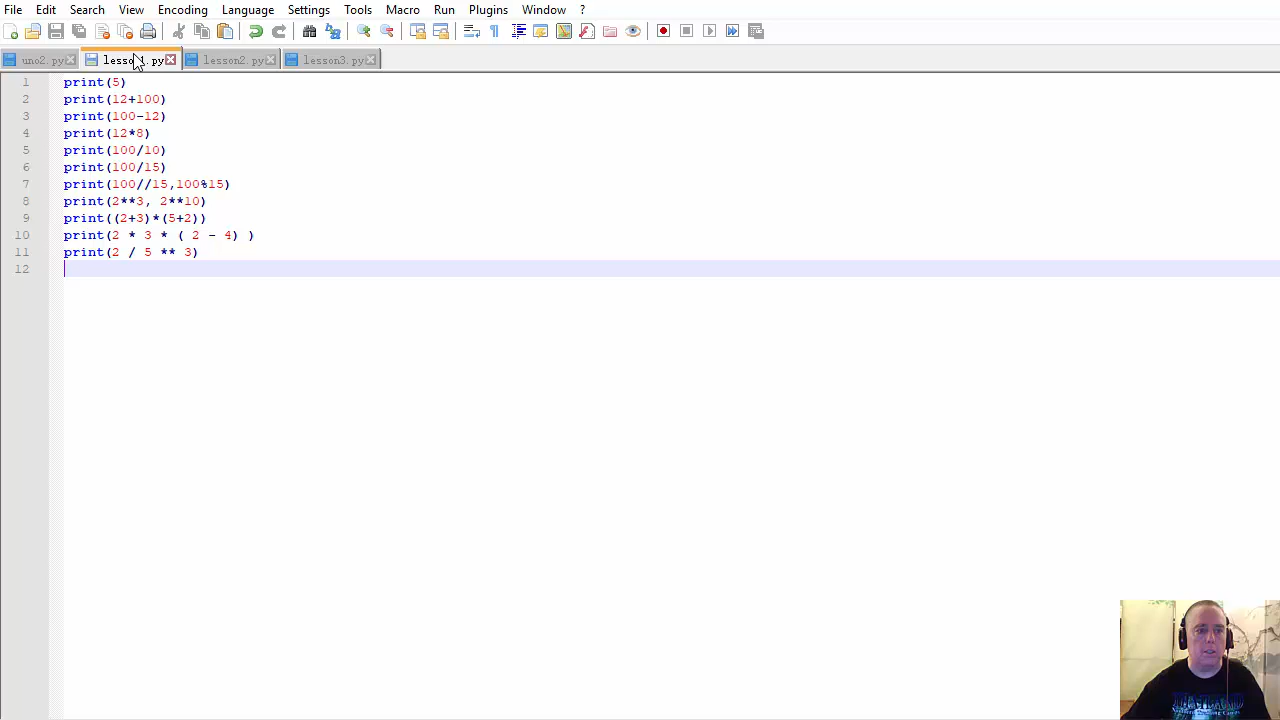 File Edit Search View Encoding Language Settings Tools Macro Run Plugins Window ?
uno2.py lesson1.py lesson2.py lesson3.py
1 print(5)
2 print(12+100)
3 print(100-12)
4 print(12*8)
5 print(100/10)
6 print(100/15)
7 print(100//15,100%15)
8 print(2**3, 2**10)
9 print((2+3)*(5+2))
10 print(2 * 3 * ( 2 - 4) )
11 print(2 / 5 ** 3)
12